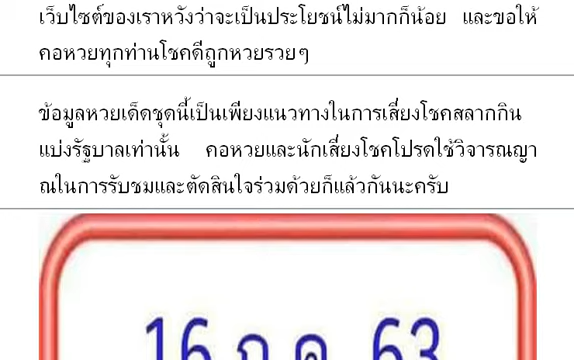 เว็บไซต์ของเราหวังว่าจะเป็นประโยชน์ไม่มากก็น้อย และขอให้
คอหวยทุกท่านโชคดีถูกหวยรวยๆ
ข้อมูลหวยเด็ดชุดนี้เป็นเพียงแนวทางในการเสี่ยงโชคสลากกิน
แบ่งรัฐบาลเท่านั้น คอหวยและนักเสี่ยงโชคโปรดใช้วิจารณญา
ณในการรับชมและตัดสินใจร่วมด้วยก็แล้วกันนะครับ
16 ก ค 63